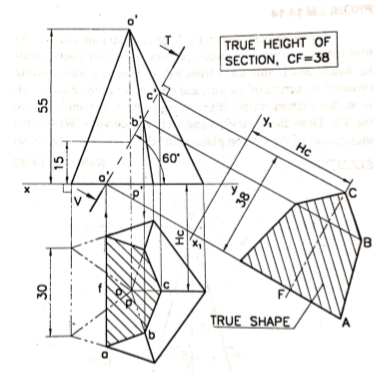 o'
T
TRUE HEIGHT OF
SECTION, CF=38
c'
y₁
Hc
b'
55
15
60°
x
a'
y
38
C
V
p'
Hc
x₁
B
30
f
o
c
p
F
b
TRUE SHAPE
A
a